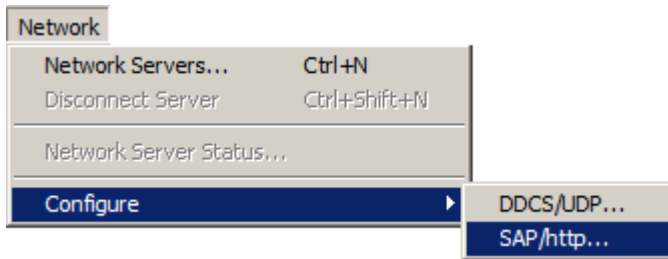 Network
Network Servers... Ctrl+N
Disconnect Server Ctrl+Shift+N
Network Server Status...
Configure
DDCS/UDP...
SAP/http...